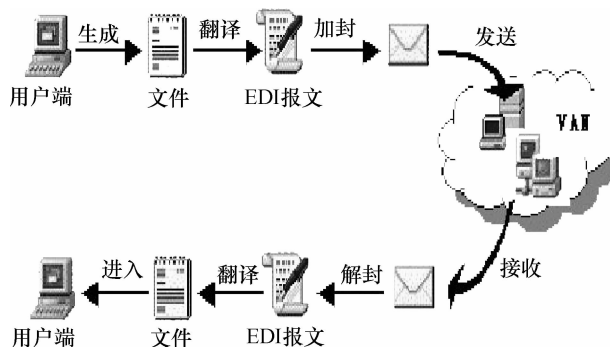 生成 翻译 加封 发送
用户端 文件 EDI报文
VAN
接收
进入 翻译 解封
用户端 文件 EDI报文